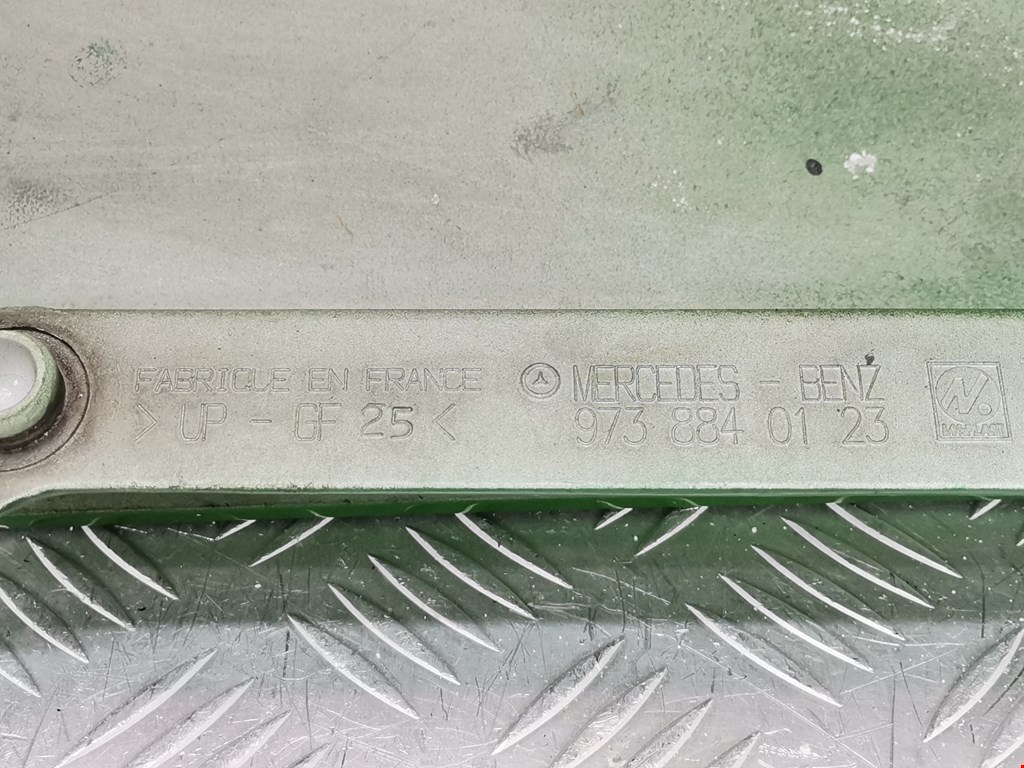 FABRIQUE EN FRANCE
> UP - GF 25 <
MERCEDES - BENZ
973 884 01 23